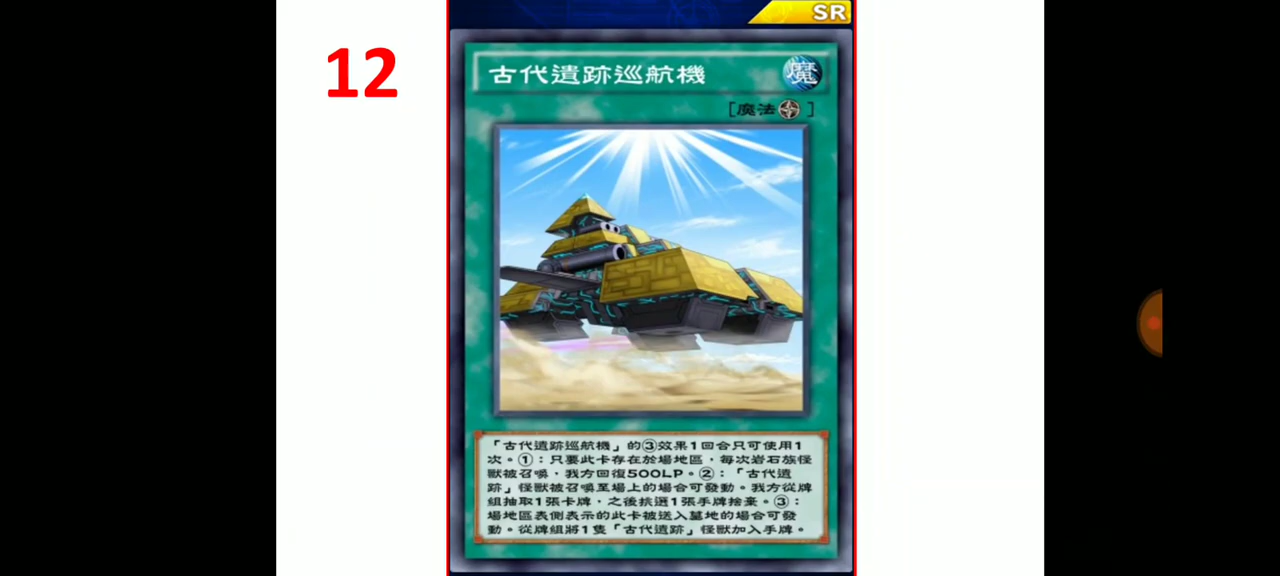 12
SR
古代遺跡巡航機
魔
[魔法 ]
「古代遺跡巡航機」的③效果1回合只可使用1
次。①：只要此卡存在於場地區，每次岩石族怪
獸被召喚，我方回復500LP。②：「古代遺
跡」怪獸被召喚至場上的場合可發動。我方從牌
組抽取1張卡牌，之後挑選1張手牌捨棄。③：
場地區表側表示的此卡被送入墓地的場合可發
動。從牌組將1隻「古代遺跡」怪獸加入手牌。